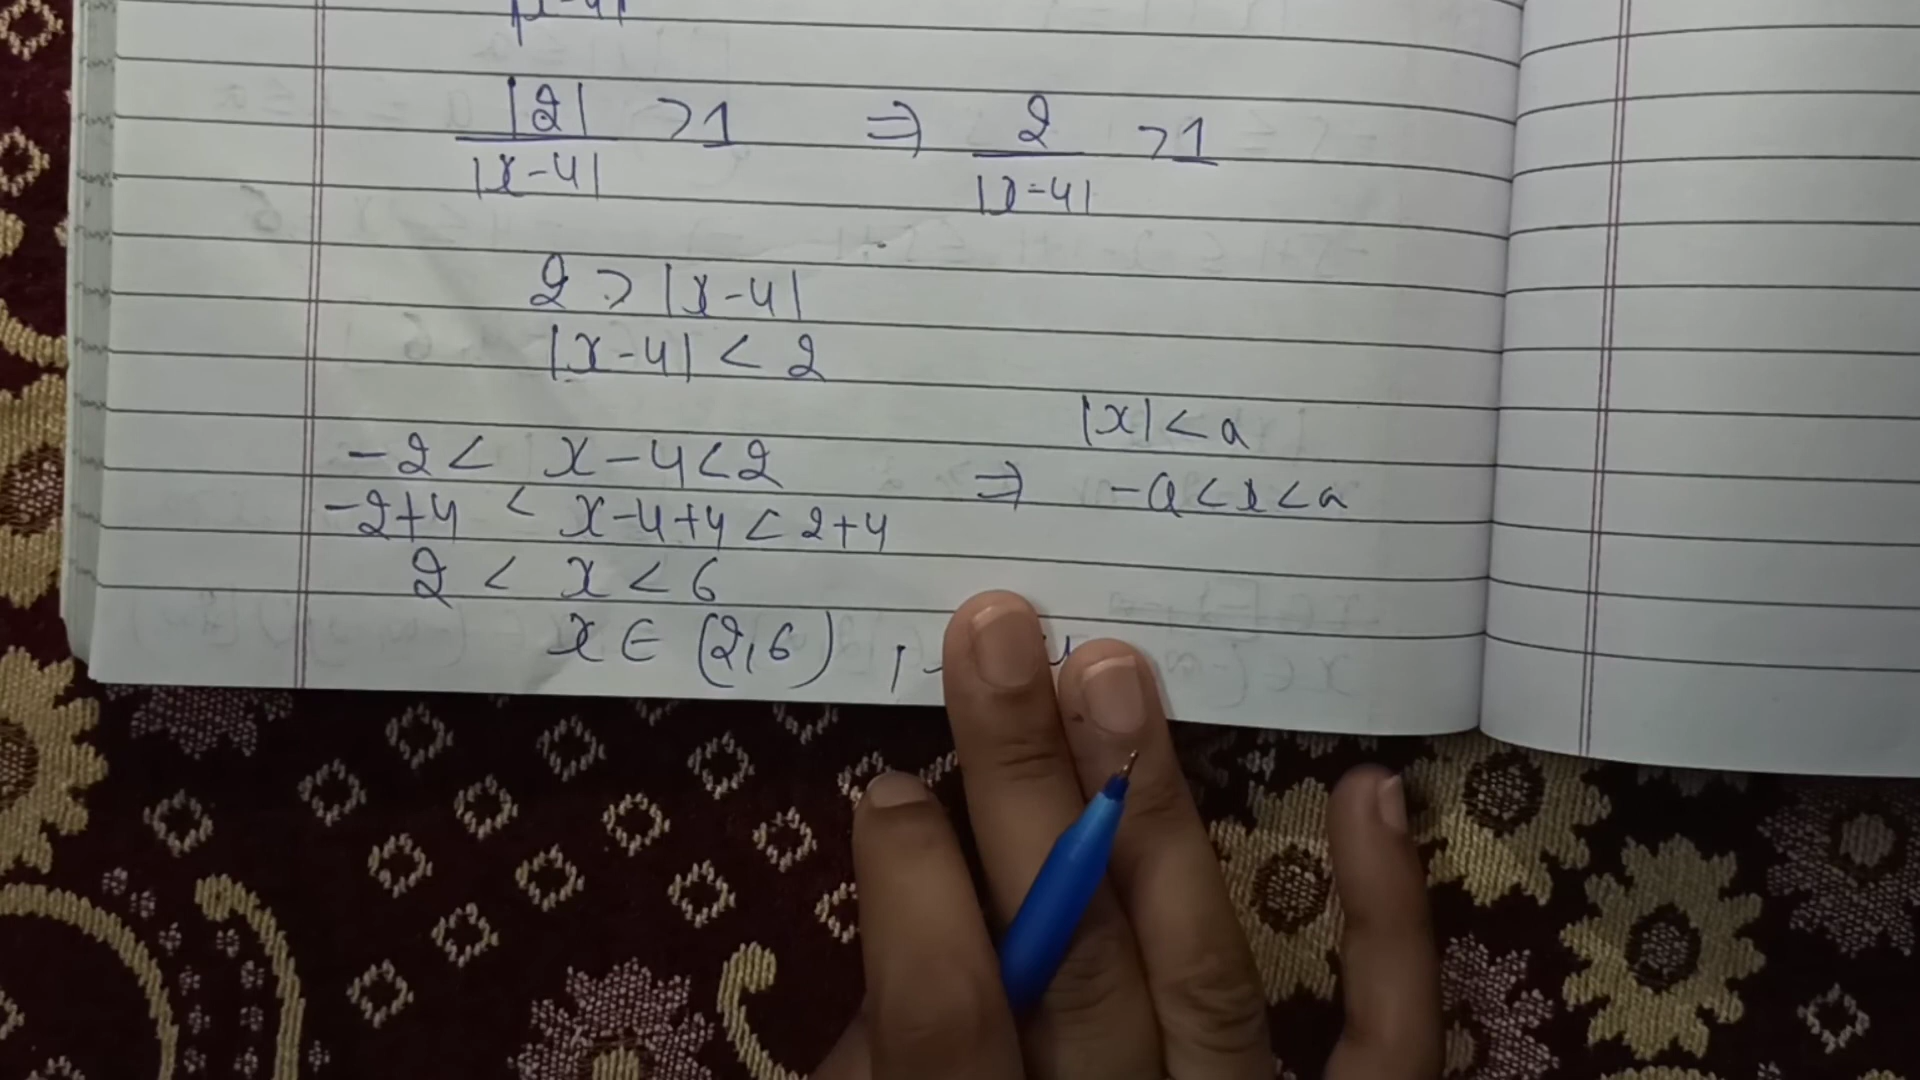 |x-4|
|2| / |x-4| >1 ⇒ 2 / |x-4| >1
2 > |x-4|
|x-4| < 2
|x| < a
-2 < x-4 < 2 ⇒ -a < x < a
-2+4 < x-4+4 < 2+4
2 < x < 6
x ∈ (2,6) ,